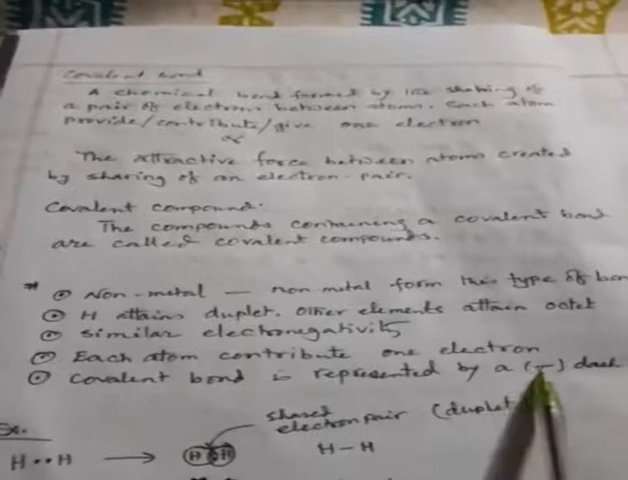 Covalent bond
A chemical bond formed by the sharing of
a pair of electrons between atoms. Each atom
provide/contribute/give one electron
or
The attractive force between atoms created
by sharing of an electron-pair.
Covalent compound:
The compounds containing a covalent bond
are called covalent compounds.
* ⊙ Non-metal — non metal form this type of bon
⊙ H attains duplet. Other elements attain octet
⊙ Similar electronegativity
⊙ Each atom contribute one electron
⊙ Covalent bond is represented by a (—) dash
shared
electron pair (duplet
Ex.
H••H → H H H – H